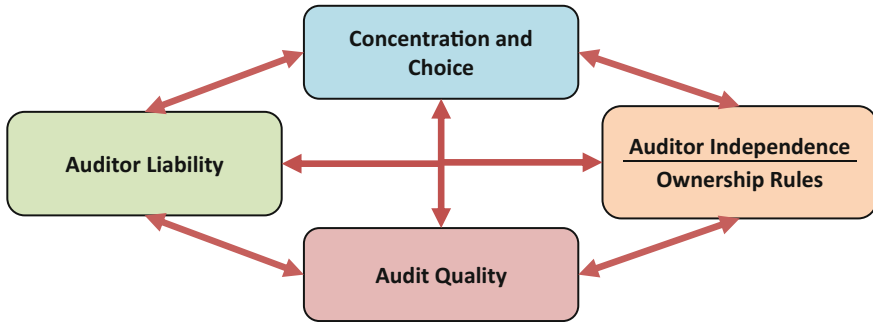 Concentration and
Choice
Auditor Liability
Auditor Independence
Ownership Rules
Audit Quality